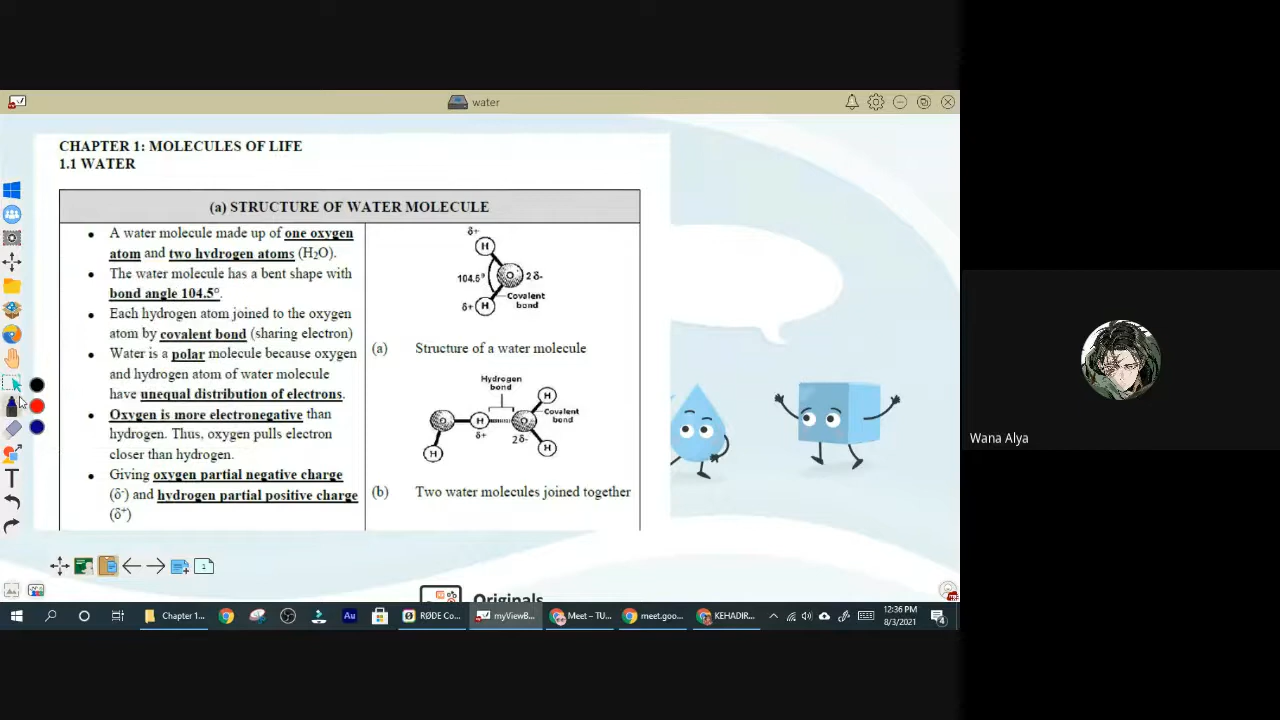 water
CHAPTER 1: MOLECULES OF LIFE
1.1 WATER
(a) STRUCTURE OF WATER MOLECULE
• A water molecule made up of one oxygen
atom and two hydrogen atoms (H₂O).
• The water molecule has a bent shape with
bond angle 104.5°.
• Each hydrogen atom joined to the oxygen
atom by covalent bond (sharing electron)
• Water is a polar molecule because oxygen
and hydrogen atom of water molecule
have unequal distribution of electrons.
• Oxygen is more electronegative than
hydrogen. Thus, oxygen pulls electron
closer than hydrogen.
• Giving oxygen partial negative charge
(δ⁻) and hydrogen partial positive charge
(δ⁺)
δ+
H
104.5°
O
2δ-
δ+
H
Covalent
bond
(a) Structure of a water molecule
Hydrogen
bond
H
Covalent
bond
O
H
O
δ+
2δ-
H
H
(b) Two water molecules joined together
Wana Alya
T
1
Originals
Chapter 1...
Au
RØDE Co...
myViewB...
Meet – TU...
meet.goo...
KEHADIR...
12:36 PM
8/3/2021
4